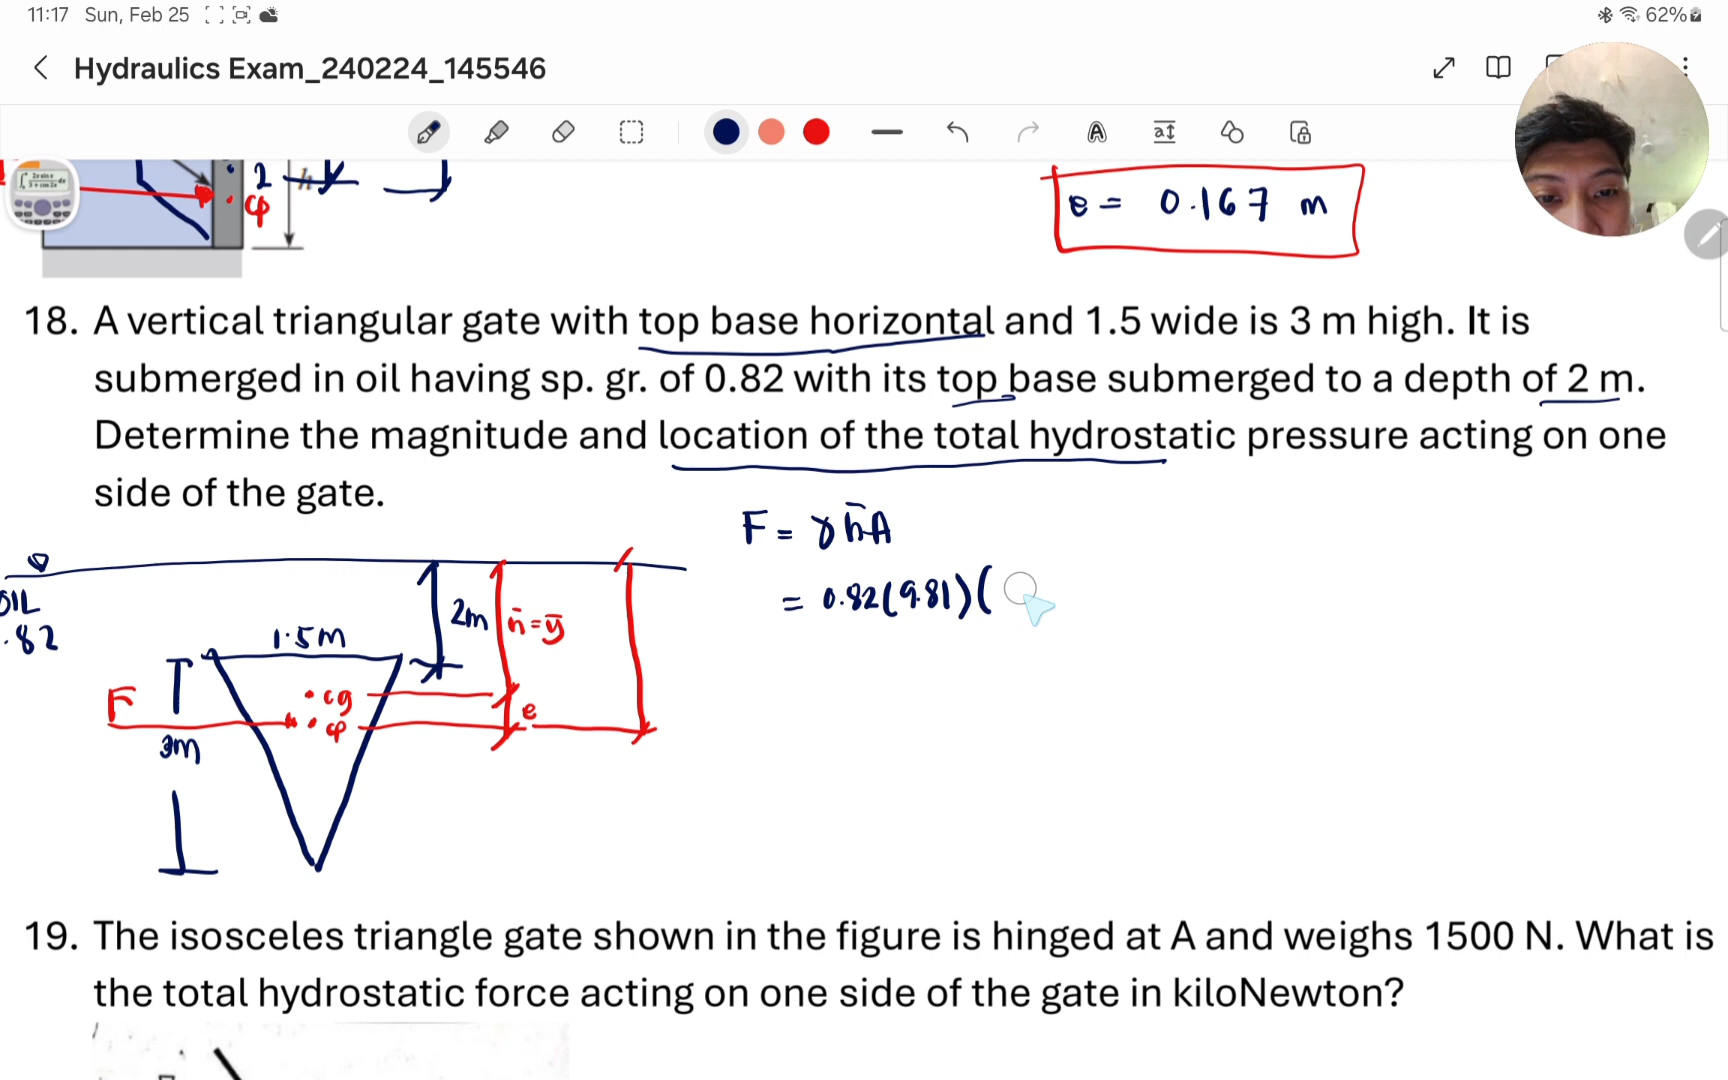 11:17 Sun, Feb 25
62%
Hydraulics Exam_240224_145546
2 h
cp
e = 0.167 m
18. A vertical triangular gate with top base horizontal and 1.5 wide is 3 m high. It is
submerged in oil having sp. gr. of 0.82 with its top base submerged to a depth of 2 m.
Determine the magnitude and location of the total hydrostatic pressure acting on one
side of the gate.
F = γh̄A
= 0.82(9.81)(
OIL
.82
1.5m
2m
h̄=ȳ
F
cg
cp
e
3m
19. The isosceles triangle gate shown in the figure is hinged at A and weighs 1500 N. What is
the total hydrostatic force acting on one side of the gate in kiloNewton?